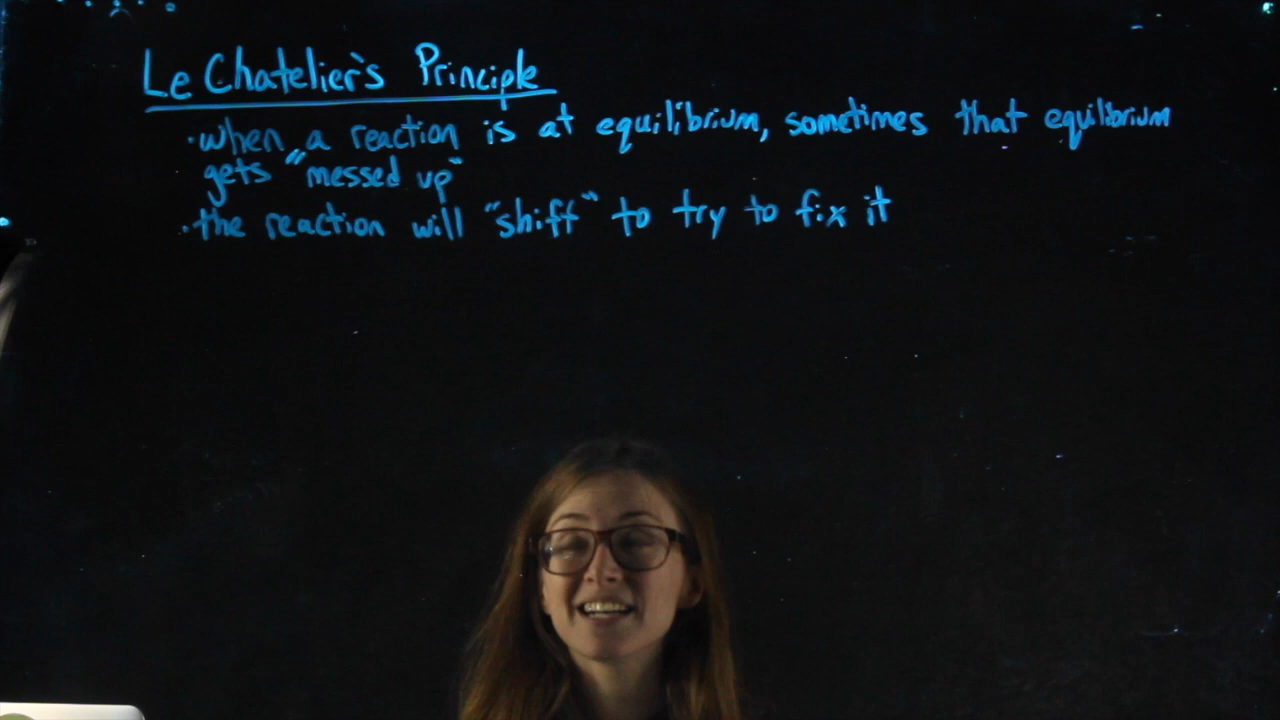 Le Chatelier's Principle
·when a reaction is at equilibrium, sometimes that equilibrium
gets "messed up"
·the reaction will "shift" to try to fix it